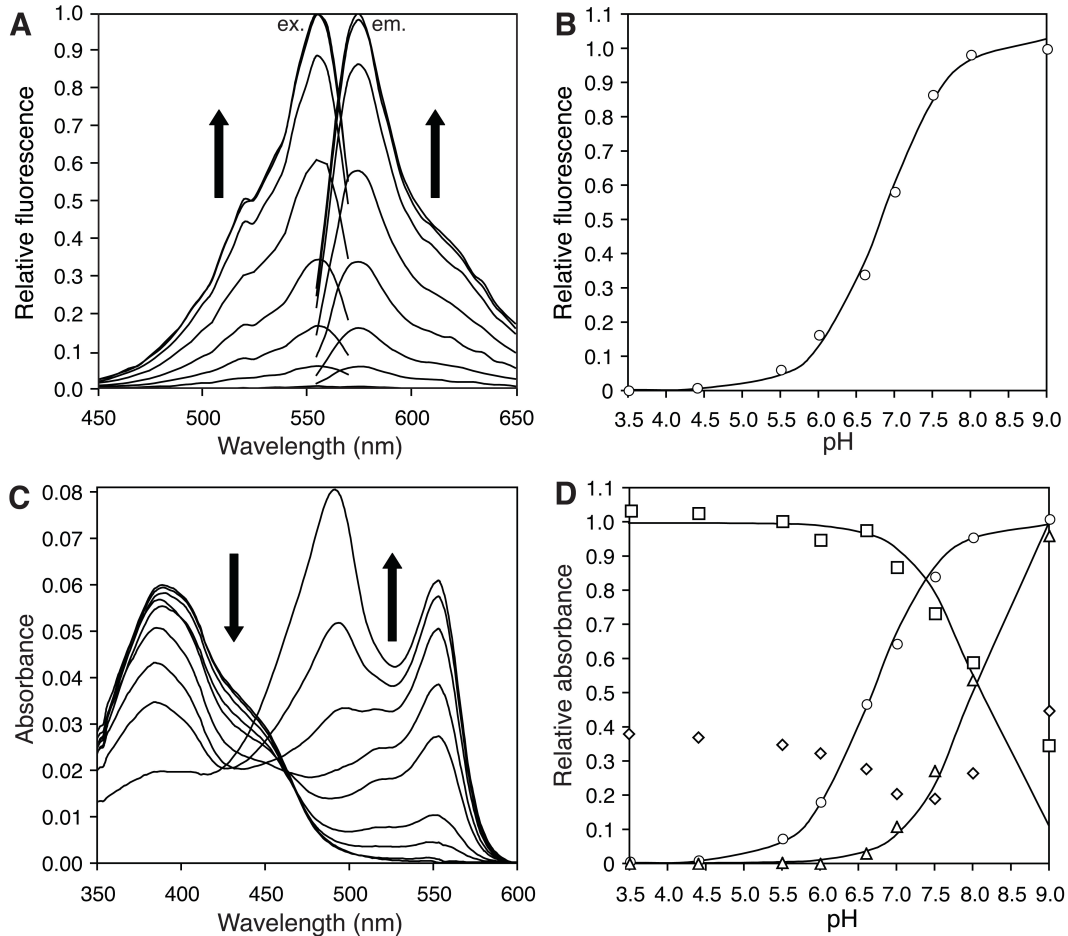 A
ex.
em.
1.0
0.9
0.8
0.7
0.6
0.5
0.4
0.3
0.2
0.1
0.0
Relative fluorescence
450 500 550 600 650
Wavelength (nm)
B
1.1
1.0
0.9
0.8
0.7
0.6
0.5
0.4
0.3
0.2
0.1
0
Relative fluorescence
3.5 4.0 4.5 5.0 5.5 6.0 6.5 7.0 7.5 8.0 8.5 9.0
pH
C
0.08
0.07
0.06
0.05
0.04
0.03
0.02
0.01
0.00
Absorbance
350 400 450 500 550 600
Wavelength (nm)
D
1.1
1.0
0.9
0.8
0.7
0.6
0.5
0.4
0.3
0.2
0.1
0
Relative absorbance
3.5 4.0 4.5 5.0 5.5 6.0 6.5 7.0 7.5 8.0 8.5 9.0
pH